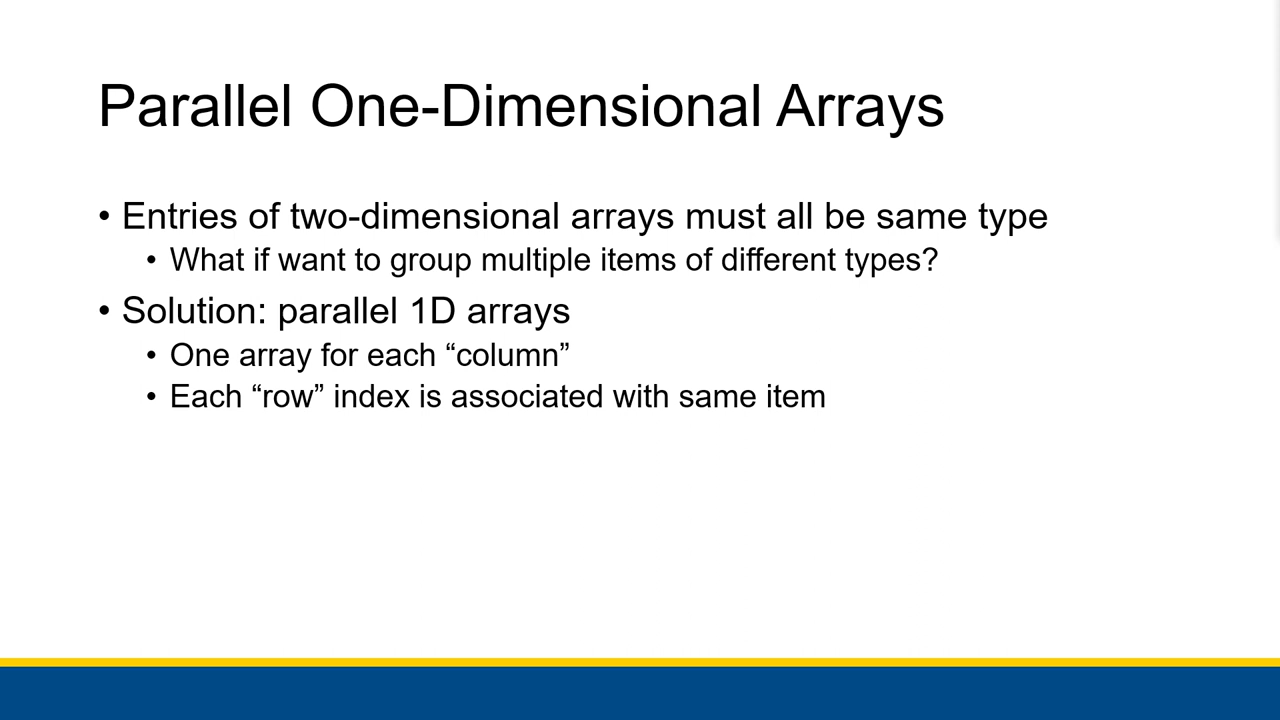 Parallel One-Dimensional Arrays
• Entries of two-dimensional arrays must all be same type
• What if want to group multiple items of different types?
• Solution: parallel 1D arrays
• One array for each “column”
• Each “row” index is associated with same item